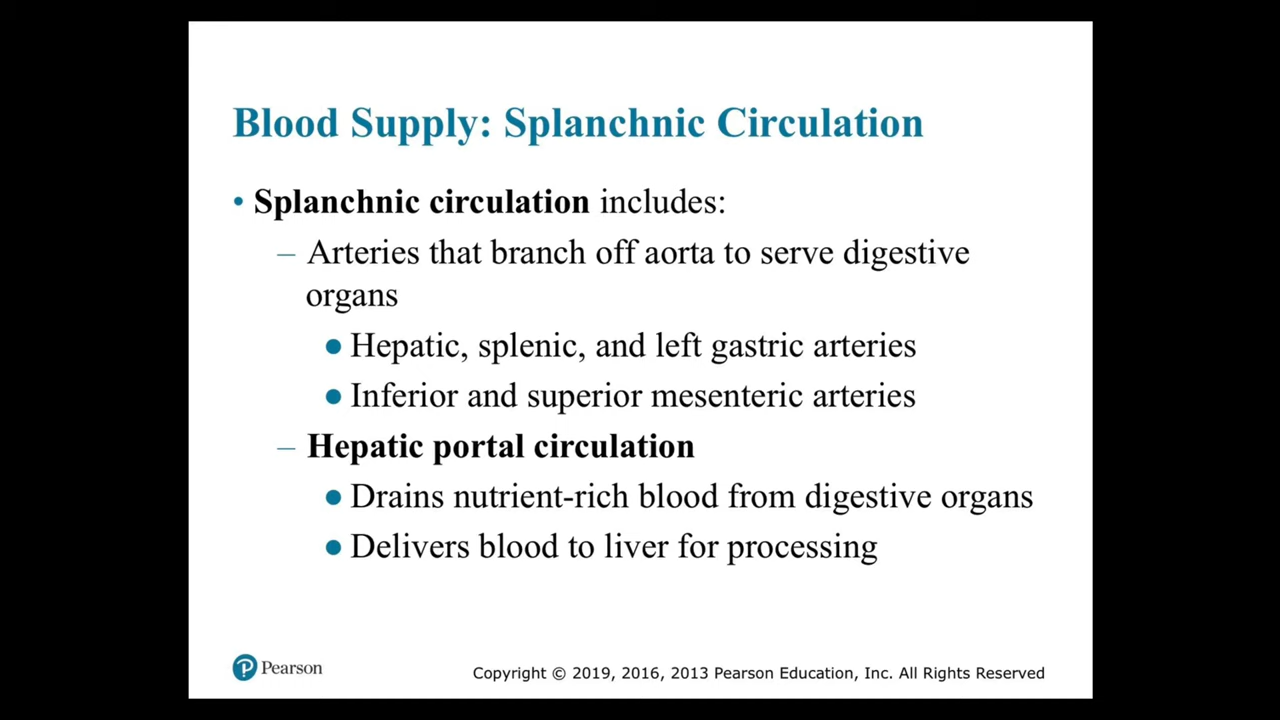 Blood Supply: Splanchnic Circulation
• Splanchnic circulation includes:
– Arteries that branch off aorta to serve digestive
organs
● Hepatic, splenic, and left gastric arteries
● Inferior and superior mesenteric arteries
– Hepatic portal circulation
● Drains nutrient-rich blood from digestive organs
● Delivers blood to liver for processing
P Pearson
Copyright © 2019, 2016, 2013 Pearson Education, Inc. All Rights Reserved